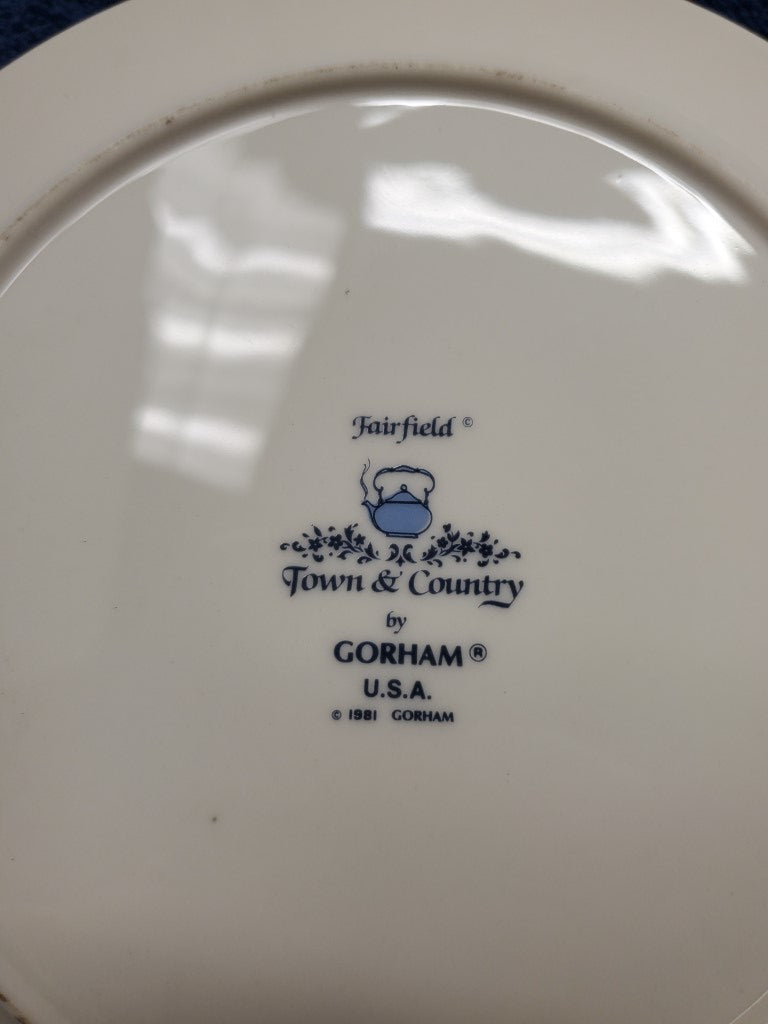 Fairfield ©
Town & Country
by
GORHAM ®
U.S.A.
© 1981 GORHAM